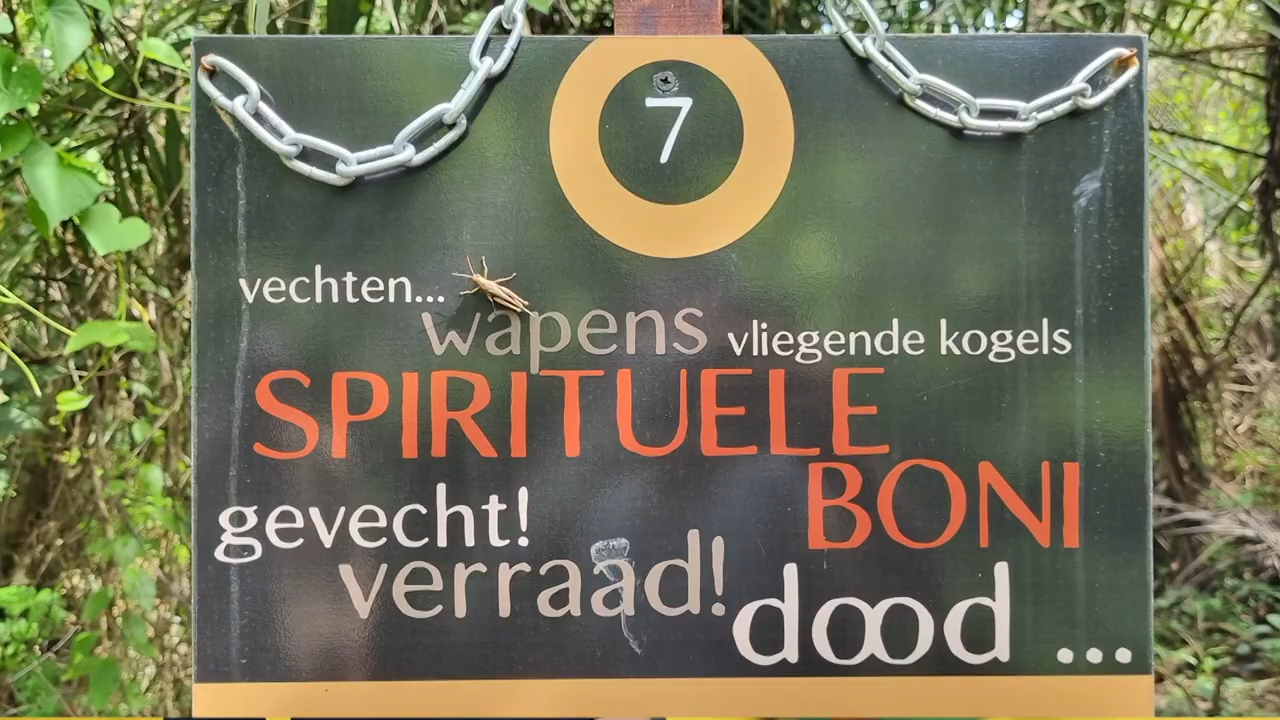 7
vechten...
wapens vliegende kogels
SPIRITUELE
BONI
gevecht!
verraad!
dood ...